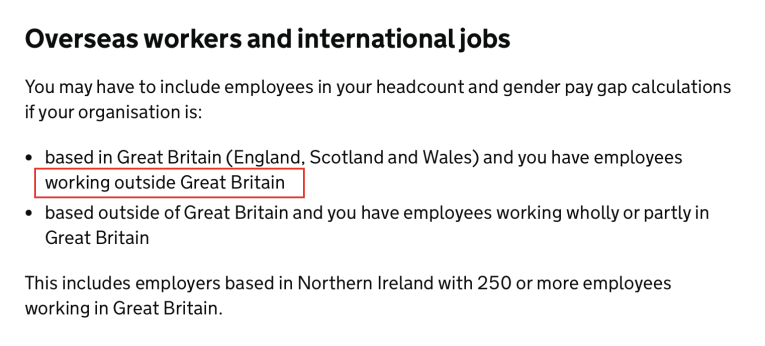 Overseas workers and international jobs
You may have to include employees in your headcount and gender pay gap calculations
if your organisation is:
• based in Great Britain (England, Scotland and Wales) and you have employees
working outside Great Britain
• based outside of Great Britain and you have employees working wholly or partly in
Great Britain
This includes employers based in Northern Ireland with 250 or more employees
working in Great Britain.